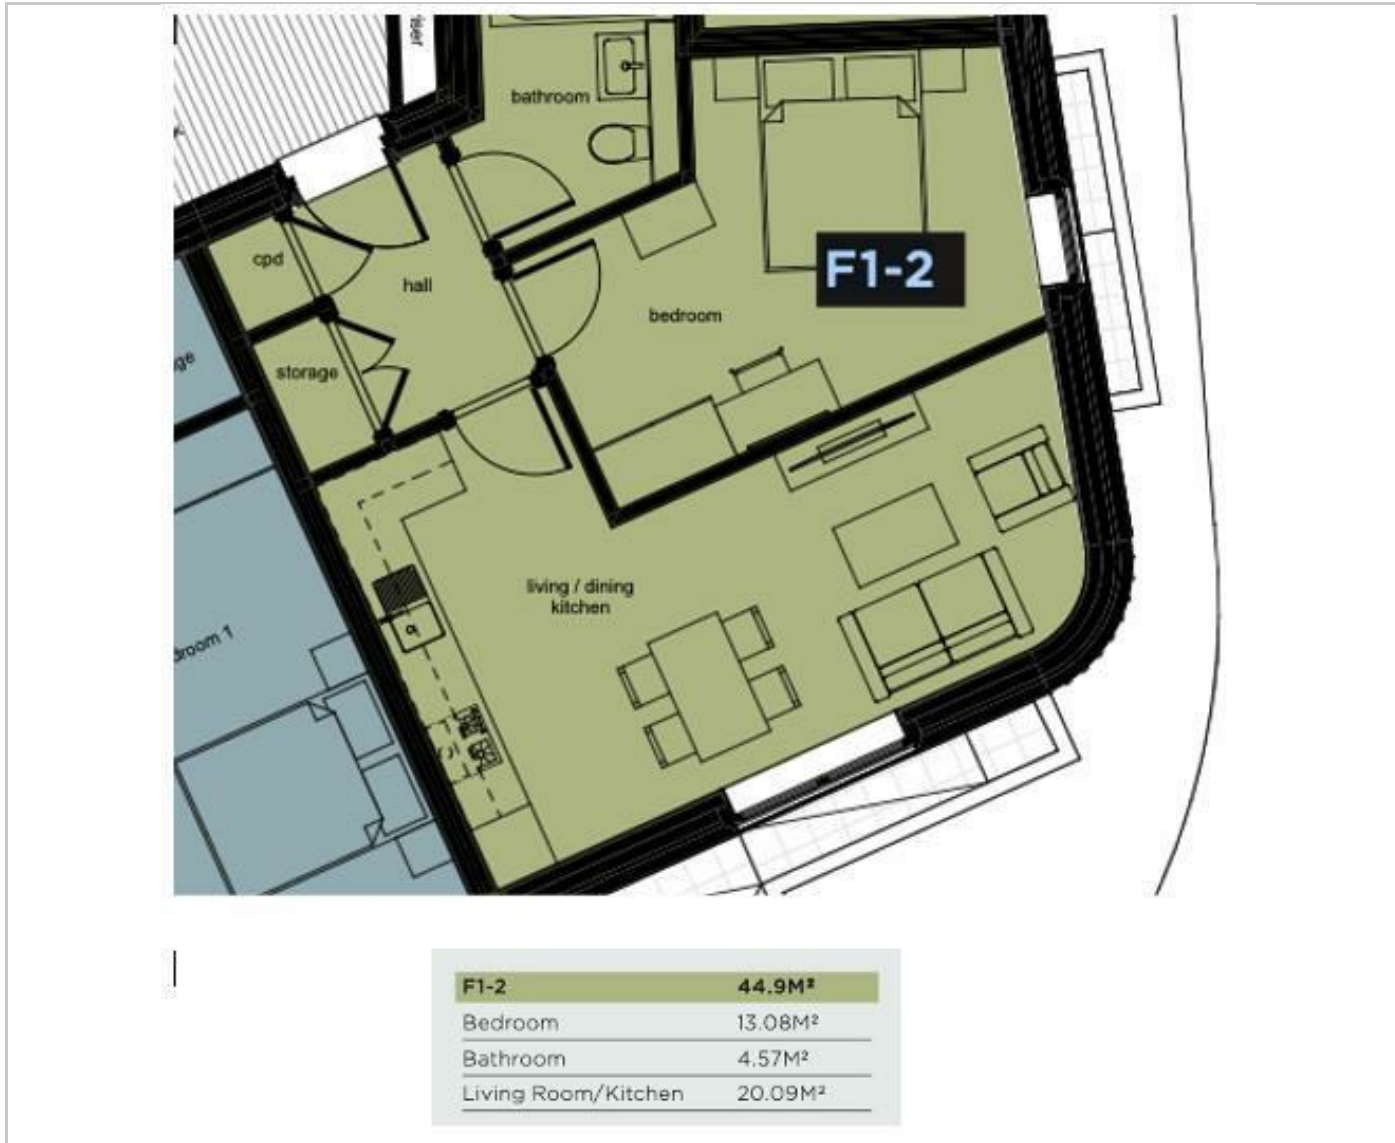 riser
bathroom
cpd
hall
F1-2
bedroom
storage
living / dining
kitchen
F1-2 44.9M²
Bedroom 13.08M²
Bathroom 4.57M²
Living Room/Kitchen 20.09M²